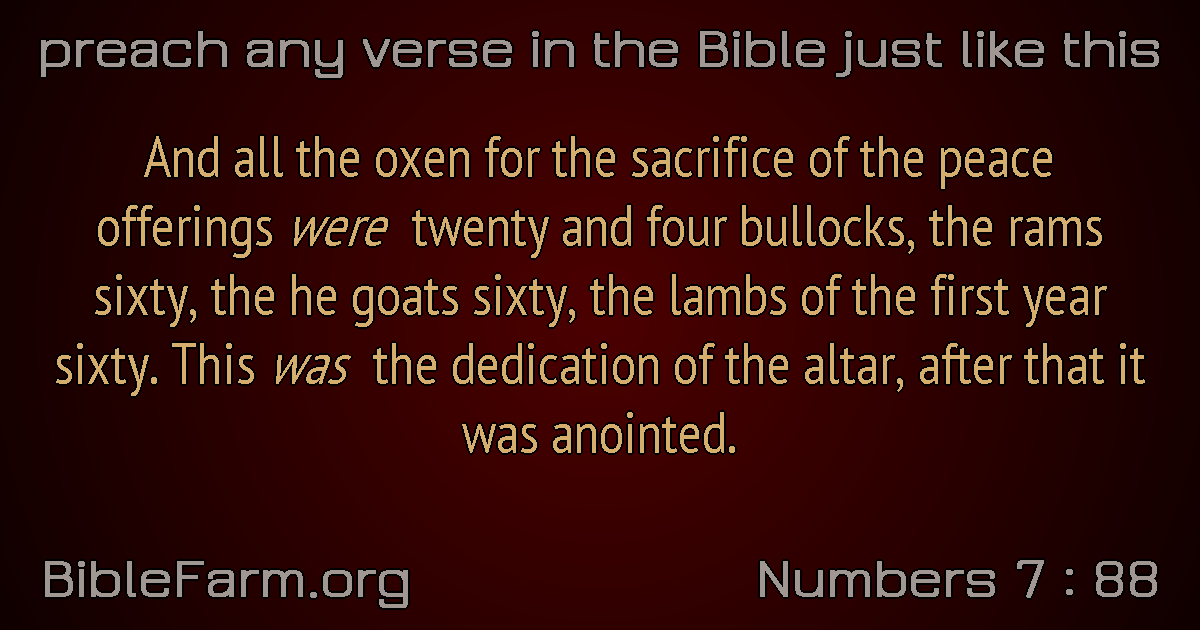 preach any verse in the Bible just like this
And all the oxen for the sacrifice of the peace
offerings were twenty and four bullocks, the rams
sixty, the he goats sixty, the lambs of the first year
sixty. This was the dedication of the altar, after that it
was anointed.
BibleFarm.org
Numbers 7 : 88